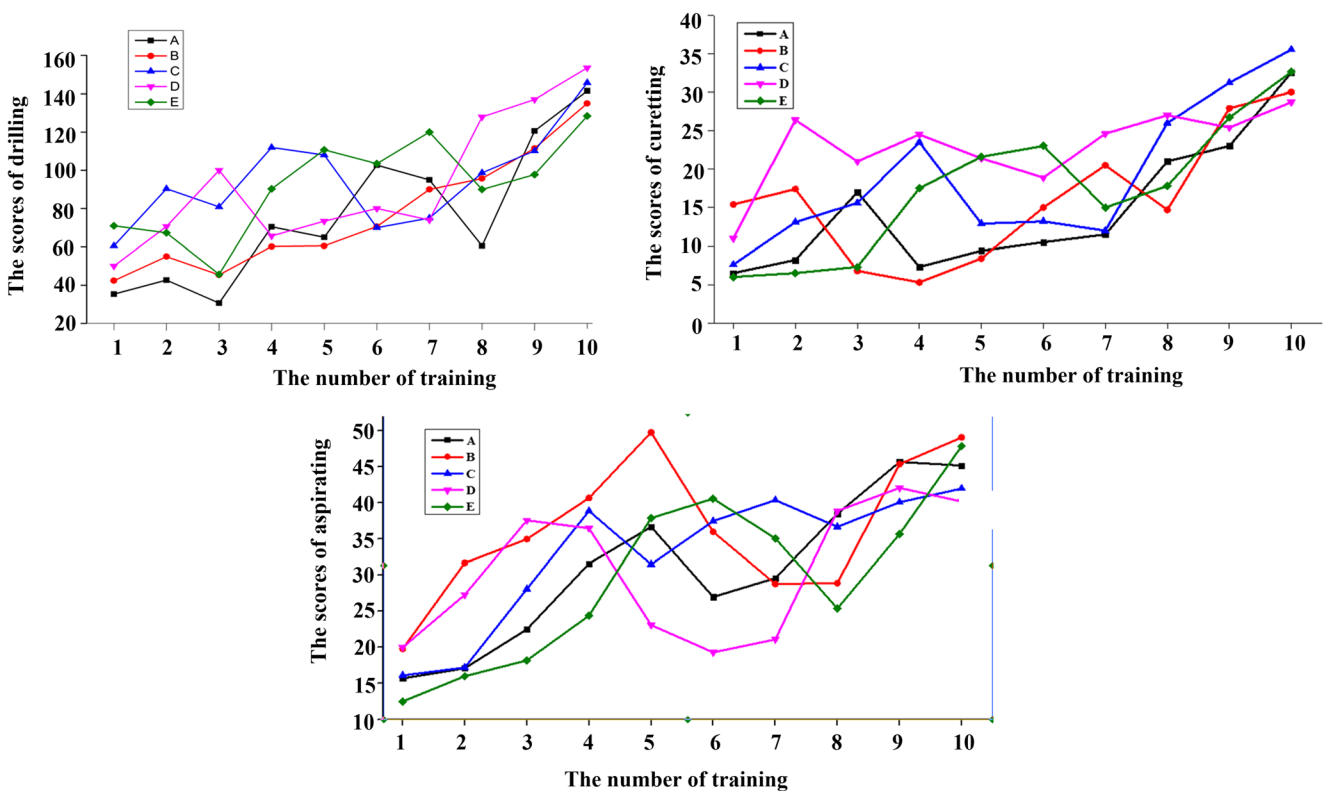 The scores of drilling
160
140
120
100
80
60
40
20
A
B
C
D
E
1 2 3 4 5 6 7 8 9 10
The number of training
The scores of curetting
40
35
30
25
20
15
10
5
0
A
B
C
D
E
1 2 3 4 5 6 7 8 9 10
The number of training
The scores of aspirating
50
45
40
35
30
25
20
15
10
A
B
C
D
E
1 2 3 4 5 6 7 8 9 10
The number of training